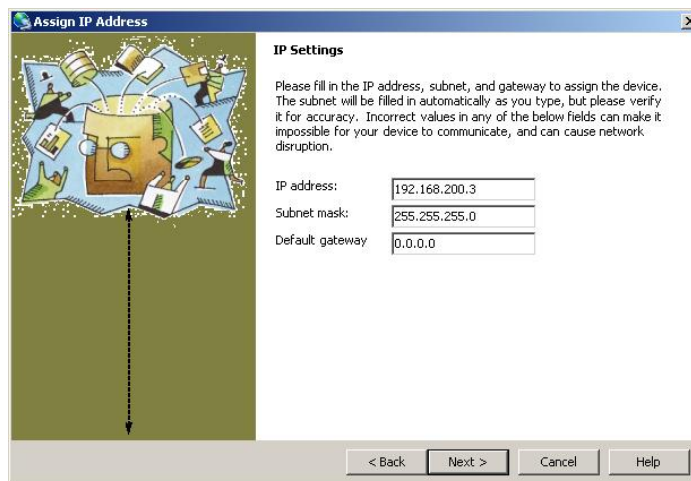 Assign IP Address
IP Settings
Please fill in the IP address, subnet, and gateway to assign the device.
The subnet will be filled in automatically as you type, but please verify
it for accuracy.  Incorrect values in any of the below fields can make it
impossible for your device to communicate, and can cause network
disruption.
IP address: 192.168.200.3
Subnet mask: 255.255.255.0
Default gateway 0.0.0.0
< Back Next > Cancel Help